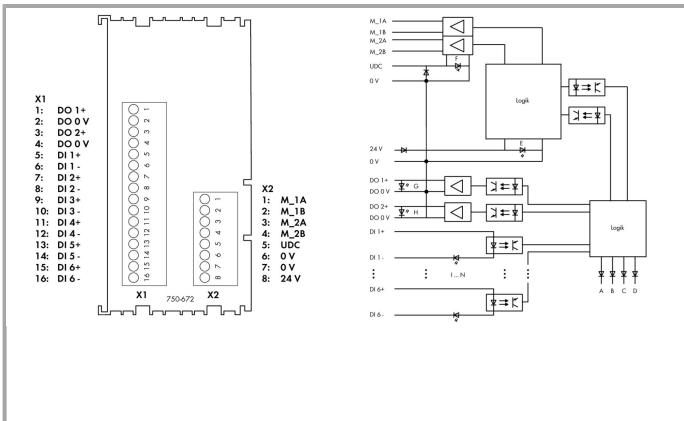 X1
1: DO 1+
2: DO 0 V
3: DO 2+
4: DO 0 V
5: DI 1+
6: DI 1 -
7: DI 2+
8: DI 2 -
9: DI 3+
10: DI 3 -
11: DI 4+
12: DI 4 -
13: DI 5+
14: DI 5 -
15: DI 6+
16: DI 6 -
1
2
3
4
5
6
7
8
9
10
11
12
13
14
15
16
X1
750-672
1
2
3
4
5
6
7
8
X2
X2
1: M_1A
2: M_1B
3: M_2A
4: M_2B
5: UDC
6: 0 V
7: 0 V
8: 24 V
M_1A
M_1B
M_2A
M_2B
F
UDC
0 V
Logik
E
24 V
0 V
DO 1+
G
DO 0 V
DO 2+
H
DO 0 V
DI 1+
Logik
DI 1 -
1 ... N
A B C D
DI 6+
DI 6 -